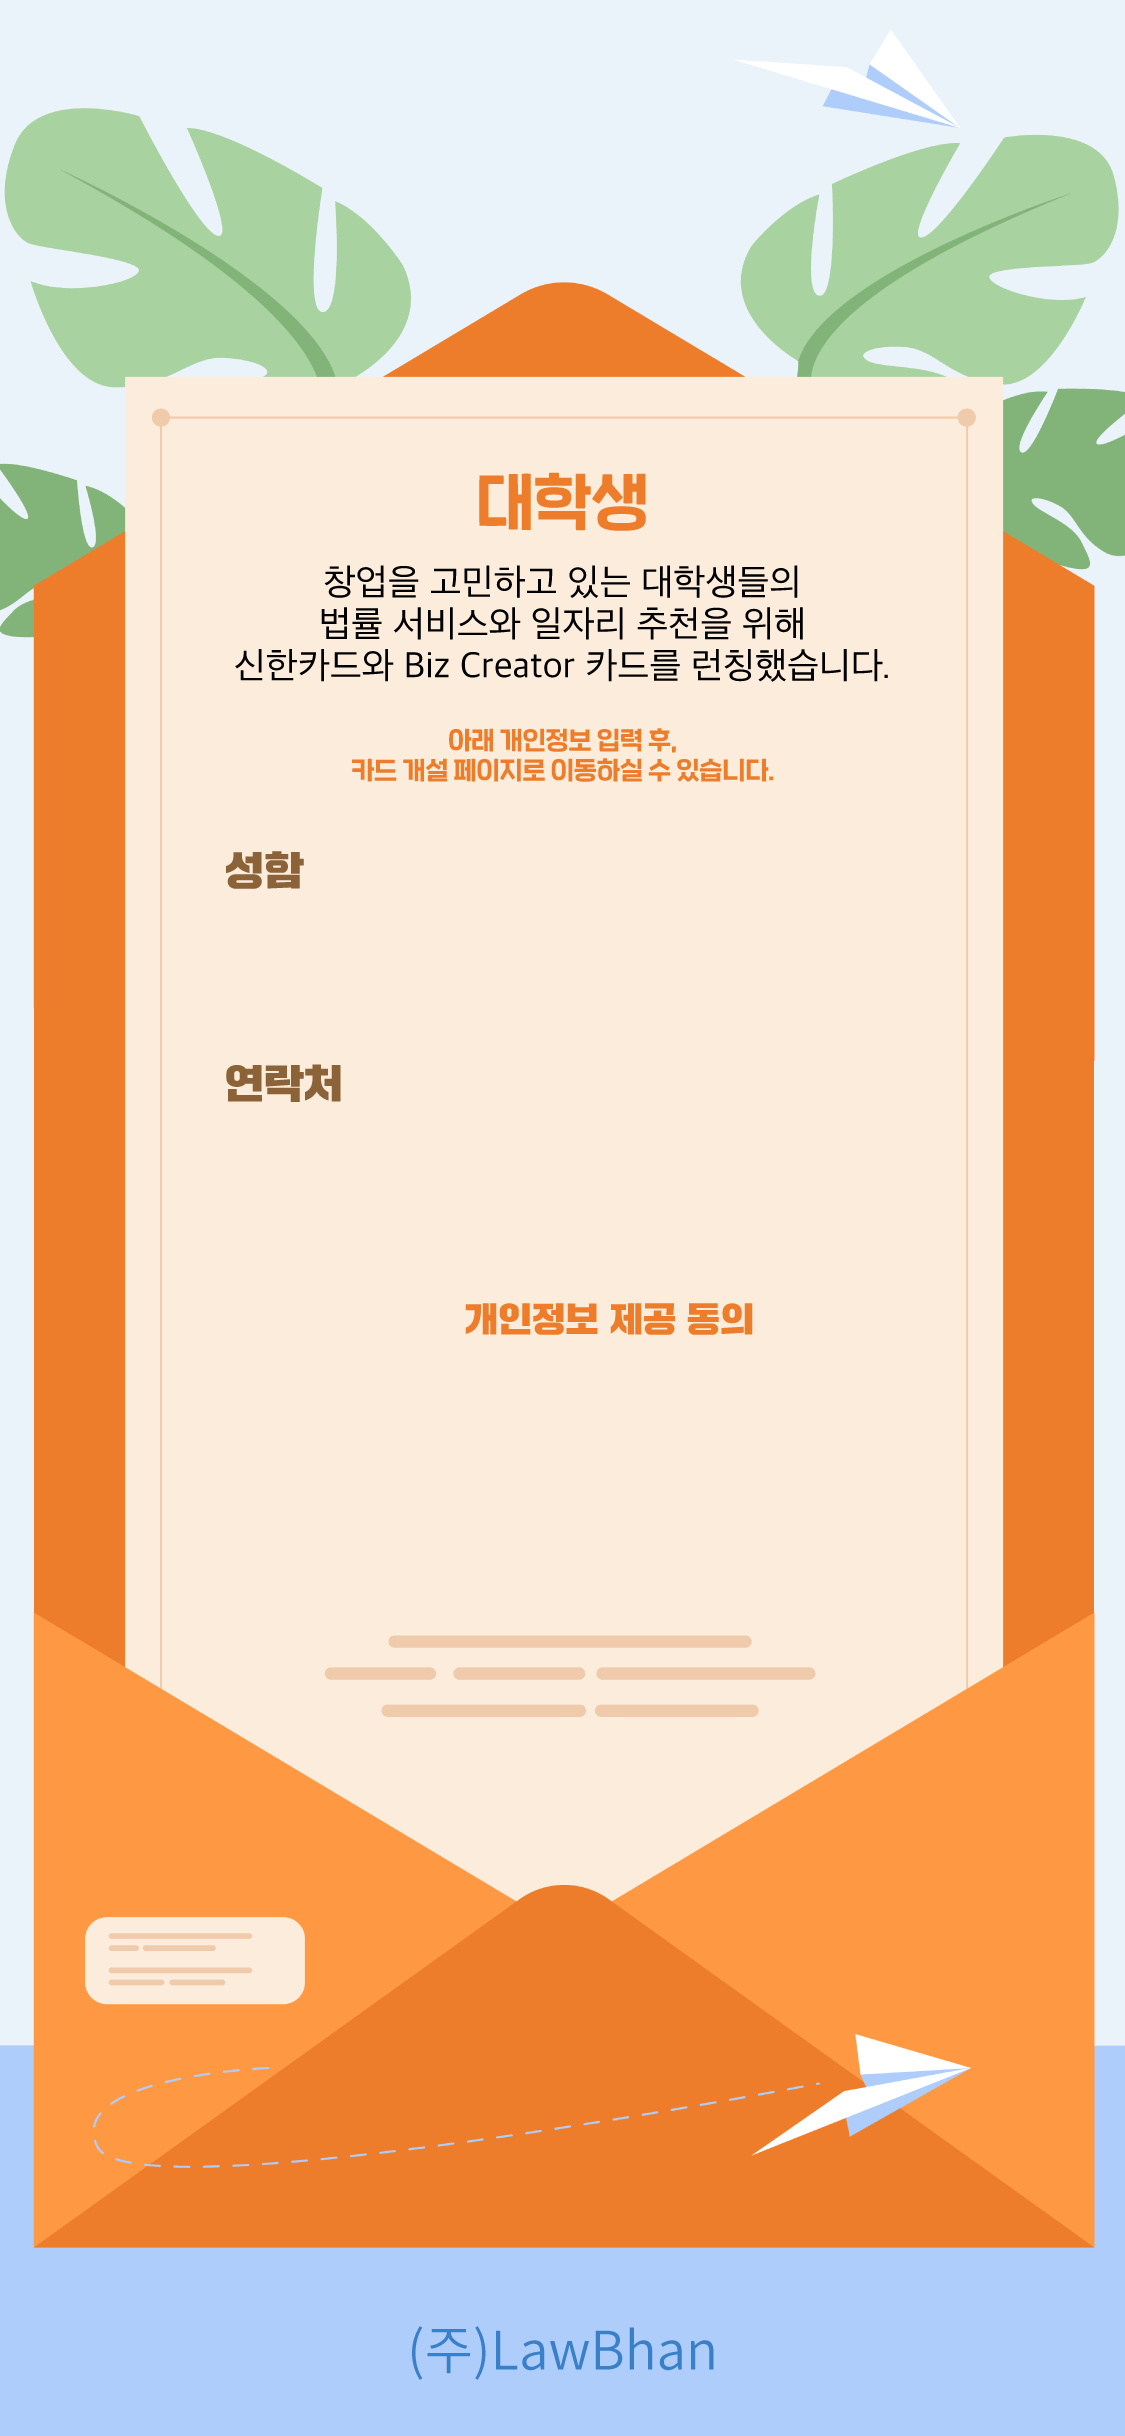 대학생
창업을 고민하고 있는 대학생들의
법률 서비스와 일자리 추천을 위해
신한카드와 Biz Creator 카드를 런칭했습니다.
아래 개인정보 입력 후,
카드 개설 페이지로 이동하실 수 있습니다.
성함
연락처
개인정보 제공 동의
(주)LawBhan